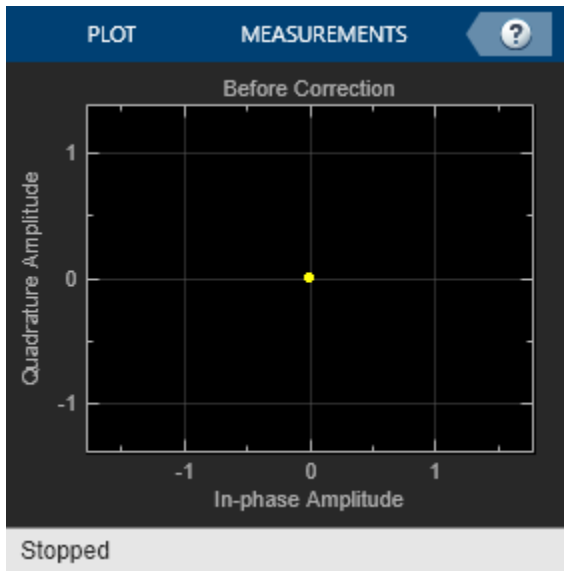 PLOT MEASUREMENTS ?
Before Correction
Quadrature Amplitude
1
0
-1
-1 0 1
In-phase Amplitude
Stopped